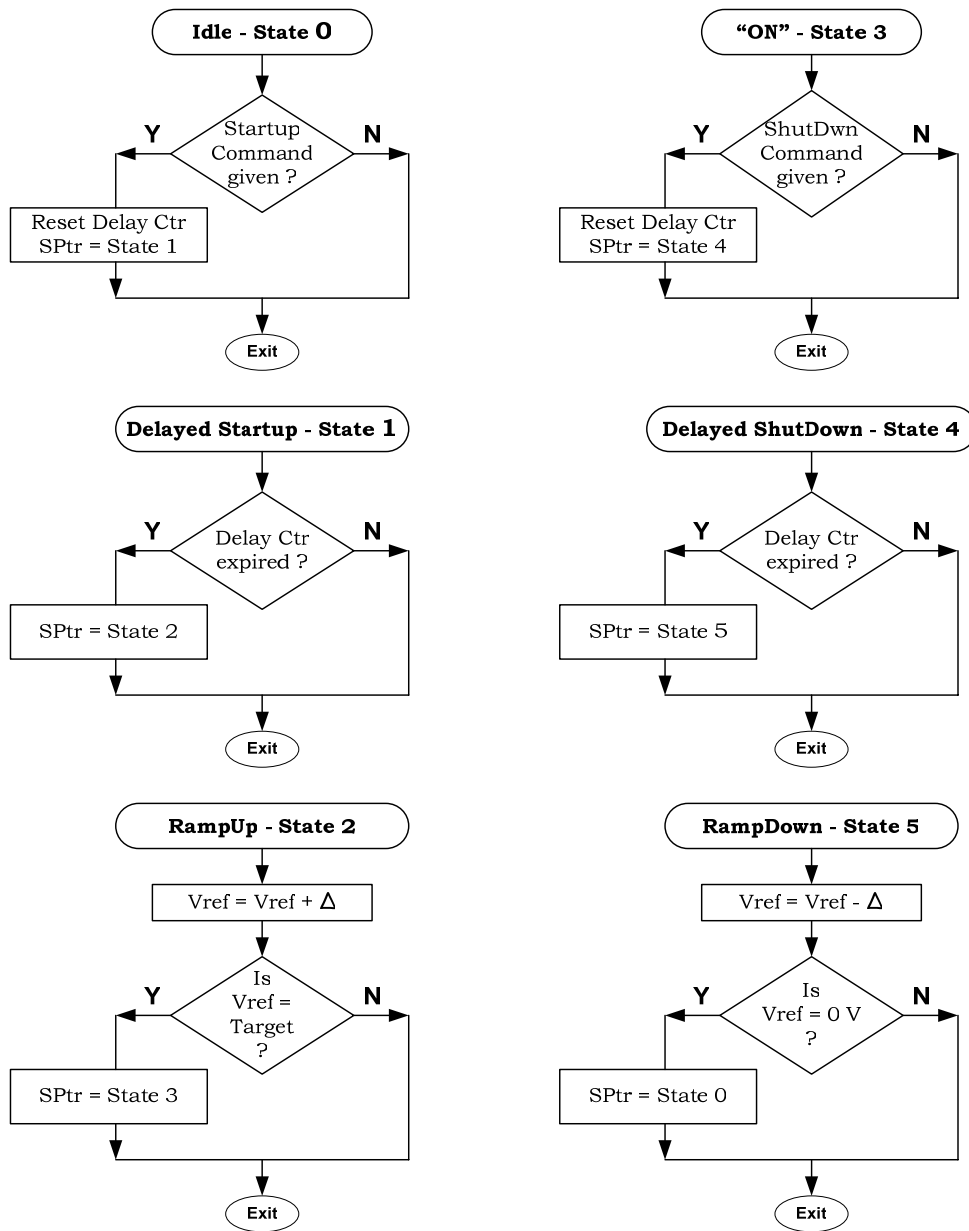 Idle - State 0
Y
Startup
Command
given ?
N
Reset Delay Ctr
SPtr = State 1
Exit
“ON” - State 3
Y
ShutDwn
Command
given ?
N
Reset Delay Ctr
SPtr = State 4
Exit
Delayed Startup - State 1
Y
Delay Ctr
expired ?
N
SPtr = State 2
Exit
Delayed ShutDown - State 4
Y
Delay Ctr
expired ?
N
SPtr = State 5
Exit
RampUp - State 2
Vref = Vref + Δ
Y
Is
Vref =
Target
?
N
SPtr = State 3
Exit
RampDown - State 5
Vref = Vref - Δ
Y
Is
Vref = 0 V
?
N
SPtr = State 0
Exit